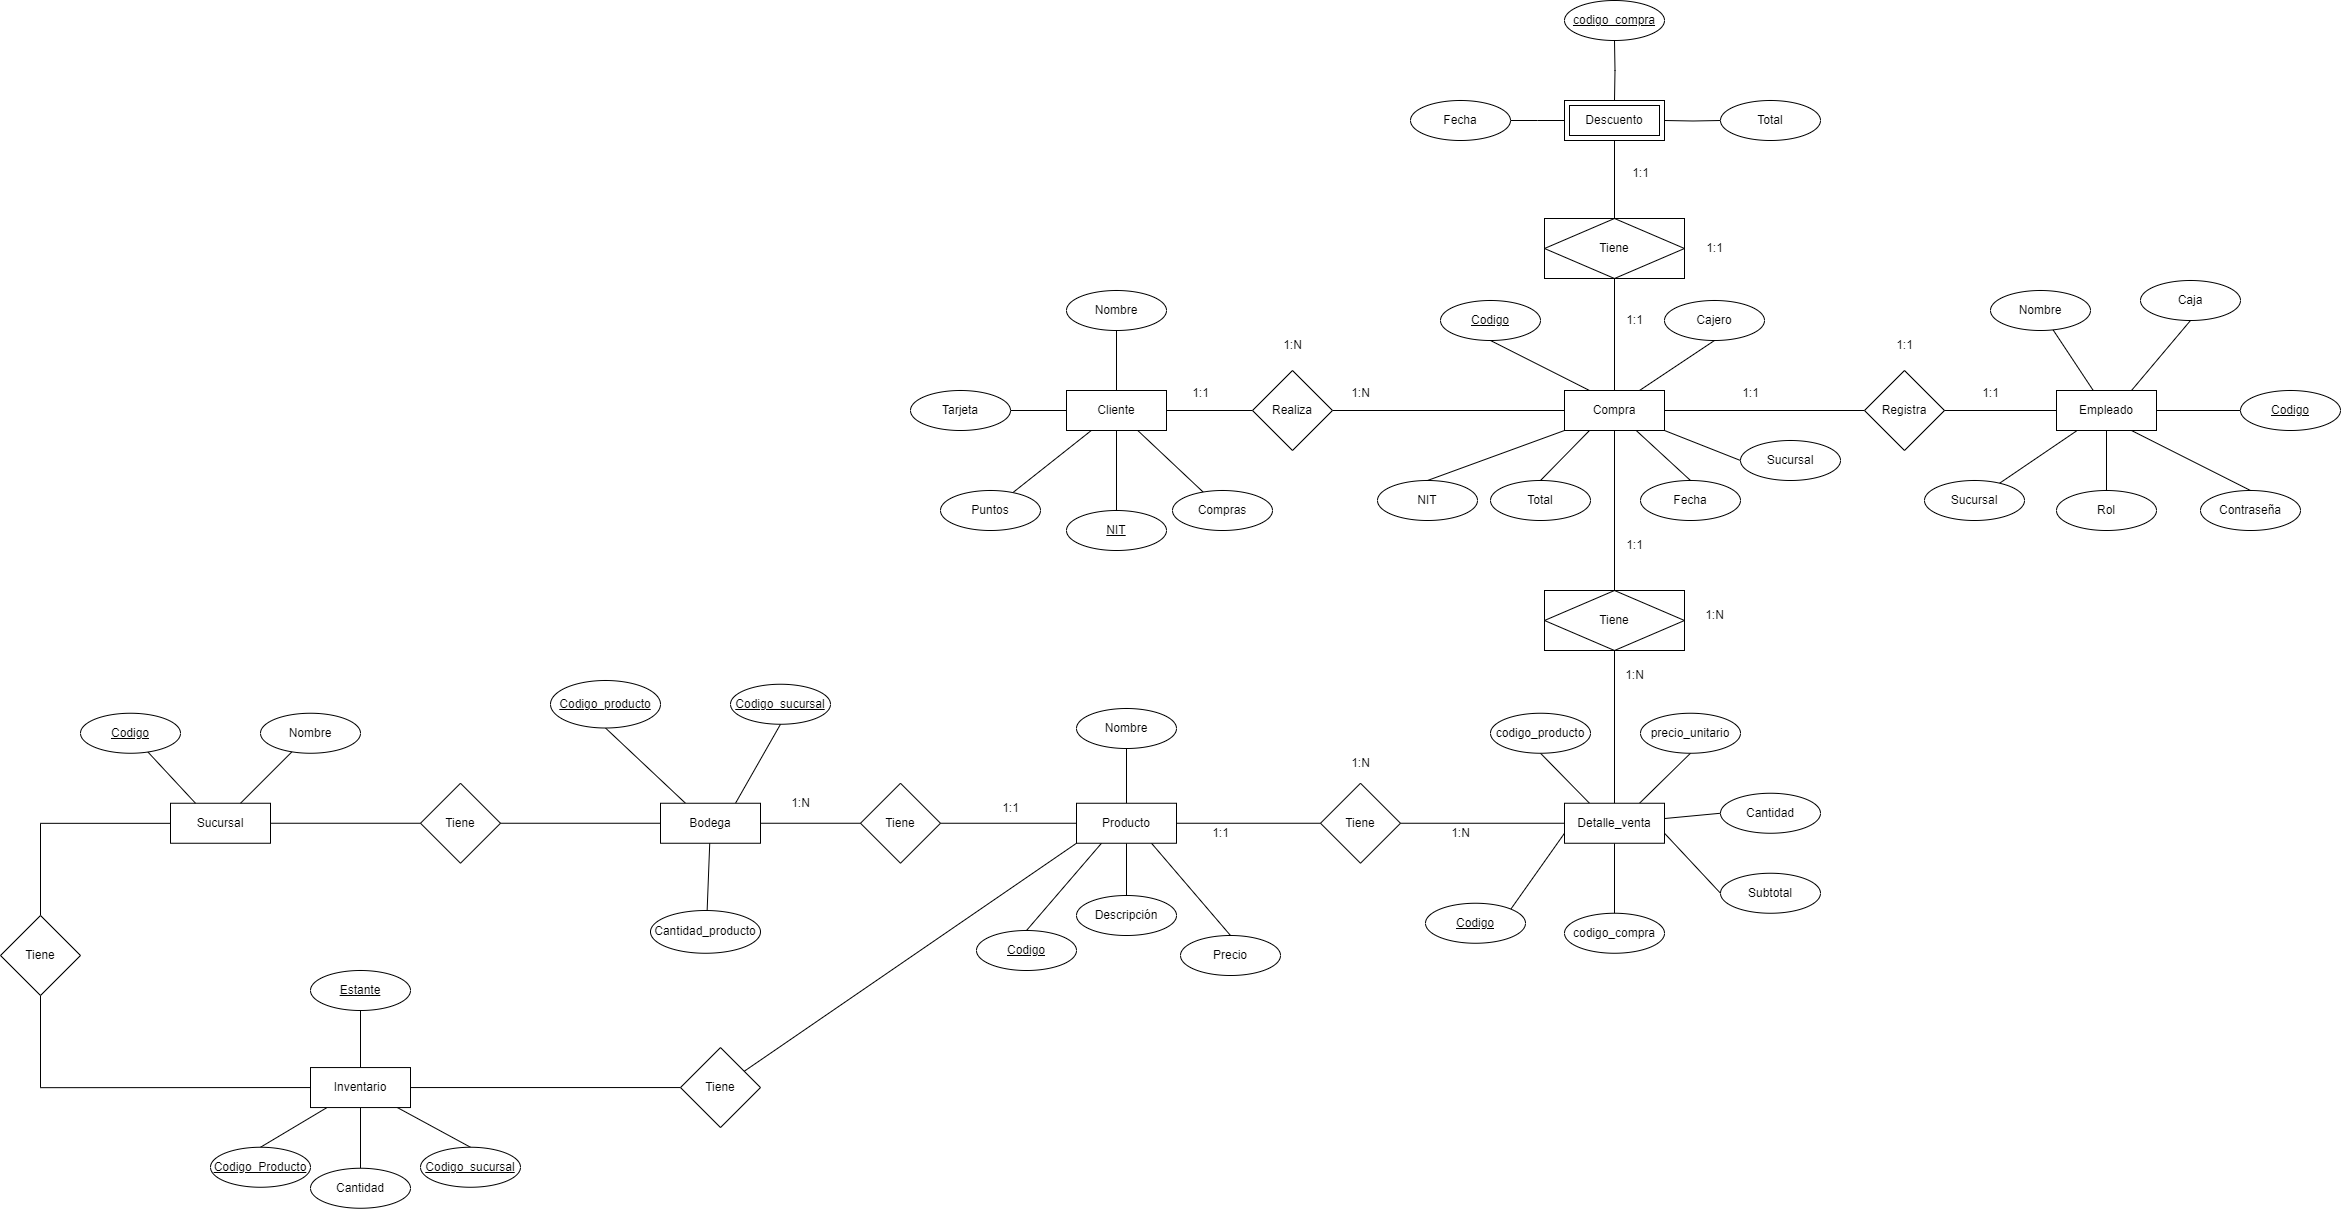 codigo_compra
Fecha
Descuento
Total
1:1
Tiene
1:1
Nombre
Codigo
1:1
Cajero
Nombre
Caja
1:N
1:1
Tarjeta
Cliente
1:1
Realiza
1:N
Compra
1:1
Registra
1:1
Empleado
Codigo
Sucursal
Puntos
NIT
Compras
NIT
Total
Fecha
Sucursal
Rol
Contraseña
1:1
Tiene
1:N
1:N
Codigo_producto
Codigo_sucursal
Codigo
Nombre
Nombre
codigo_producto
precio_unitario
1:N
Sucursal
Tiene
Bodega
1:N
Tiene
1:1
Producto
1:1
Tiene
1:N
Detalle_venta
Cantidad
Subtotal
Cantidad_producto
Codigo
Descripción
Precio
Codigo
codigo_compra
Tiene
Estante
Inventario
Tiene
Codigo_Producto
Cantidad
Codigo_sucursal